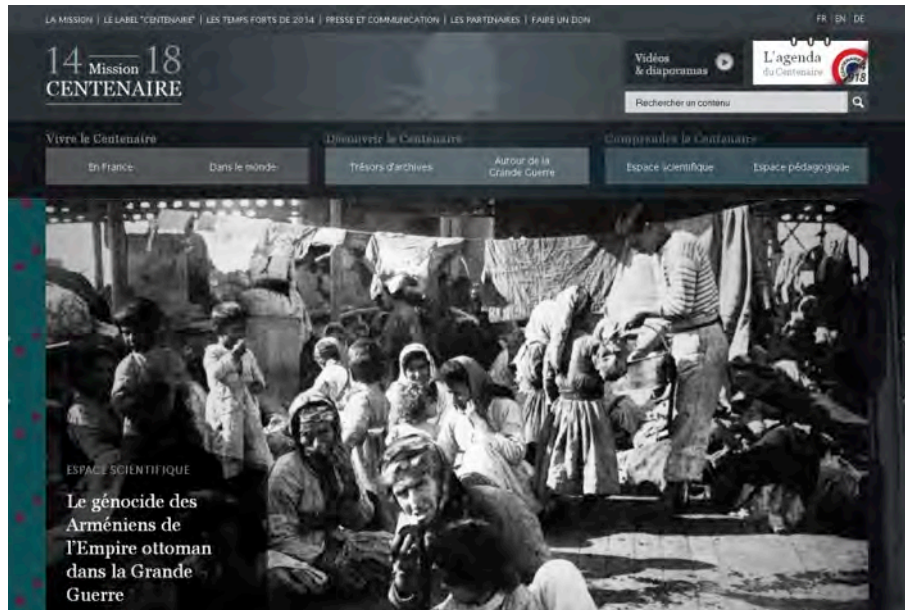 LA MISSION | LE LABEL "CENTENAIRE" | LES TEMPS FORTS DE 2014 | PRESSE ET COMMUNICATION | LES PARTENAIRES | FAIRE UN DON
FR EN DE
14 Mission 18
CENTENAIRE
Vidéos
& diaporamas
L'agenda
du Centenaire
Rechercher un contenu
Vivre le Centenaire
Découvrir le Centenaire
Comprendre le Centenaire
En France
Dans le monde
Trésors d'archives
Autour de la
Grande Guerre
Espace scientifique
Espace pédagogique
ESPACE SCIENTIFIQUE
Le génocide des
Arméniens de
l'Empire ottoman
dans la Grande
Guerre